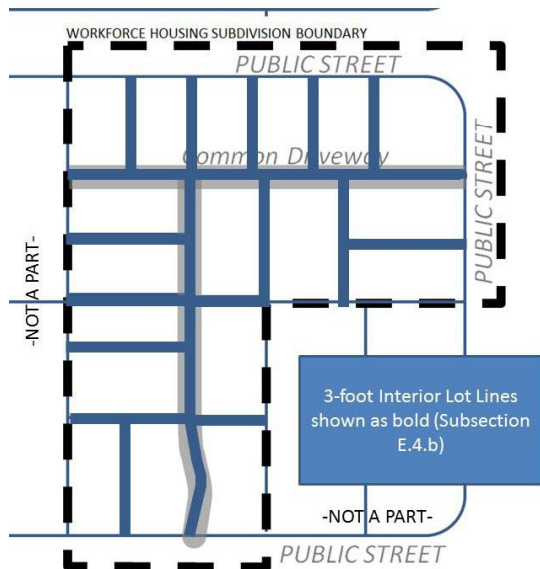 WORKFORCE HOUSING SUBDIVISION BOUNDARY
PUBLIC STREET
Common Driveway
PUBLIC STREET
-NOT A PART-
3-foot Interior Lot Lines
shown as bold (Subsection
E.4.b)
-NOT A PART-
PUBLIC STREET